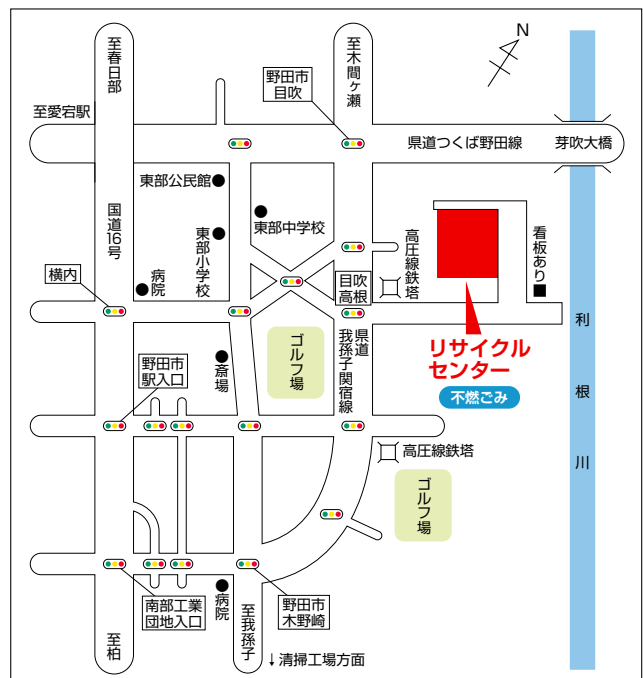 至春日部
至木間ヶ瀬
N
野田市
目吹
至愛宕駅
県道つくば野田線
芽吹大橋
東部公民館
国道16号
東部小学校
東部中学校
病院
横内
目吹
高根
高圧線鉄塔
看板あり
利根川
リサイクル
センター
不燃ごみ
ゴルフ場
県道
我孫子関宿線
斎場
野田市
駅入口
高圧線鉄塔
ゴルフ場
南部工業
団地入口
病院
野田市
木野崎
至柏
至我孫子
↓清掃工場方面